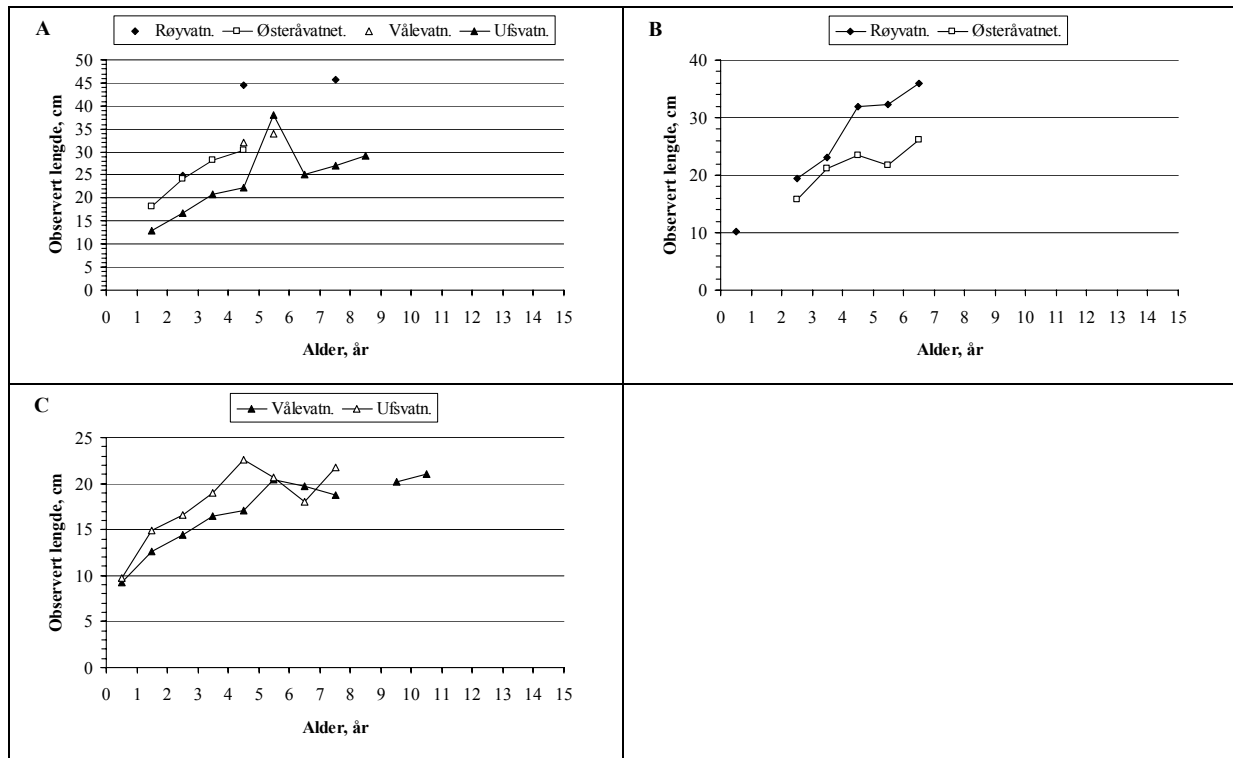 A
Røyvatn. Østeråvatnet. Vålevatn. Ufsvatn.
50
45
40
35
30
25
20
15
10
5
0
Observert lengde, cm
0 1 2 3 4 5 6 7 8 9 10 11 12 13 14 15
Alder, år
B
Røyvatn. Østeråvatnet.
40
30
20
10
0
Observert lengde, cm
0 1 2 3 4 5 6 7 8 9 10 11 12 13 14 15
Alder, år
C
Vålevatn. Ufsvatn.
25
20
15
10
5
0
Observert lengde, cm
0 1 2 3 4 5 6 7 8 9 10 11 12 13 14 15
Alder, år